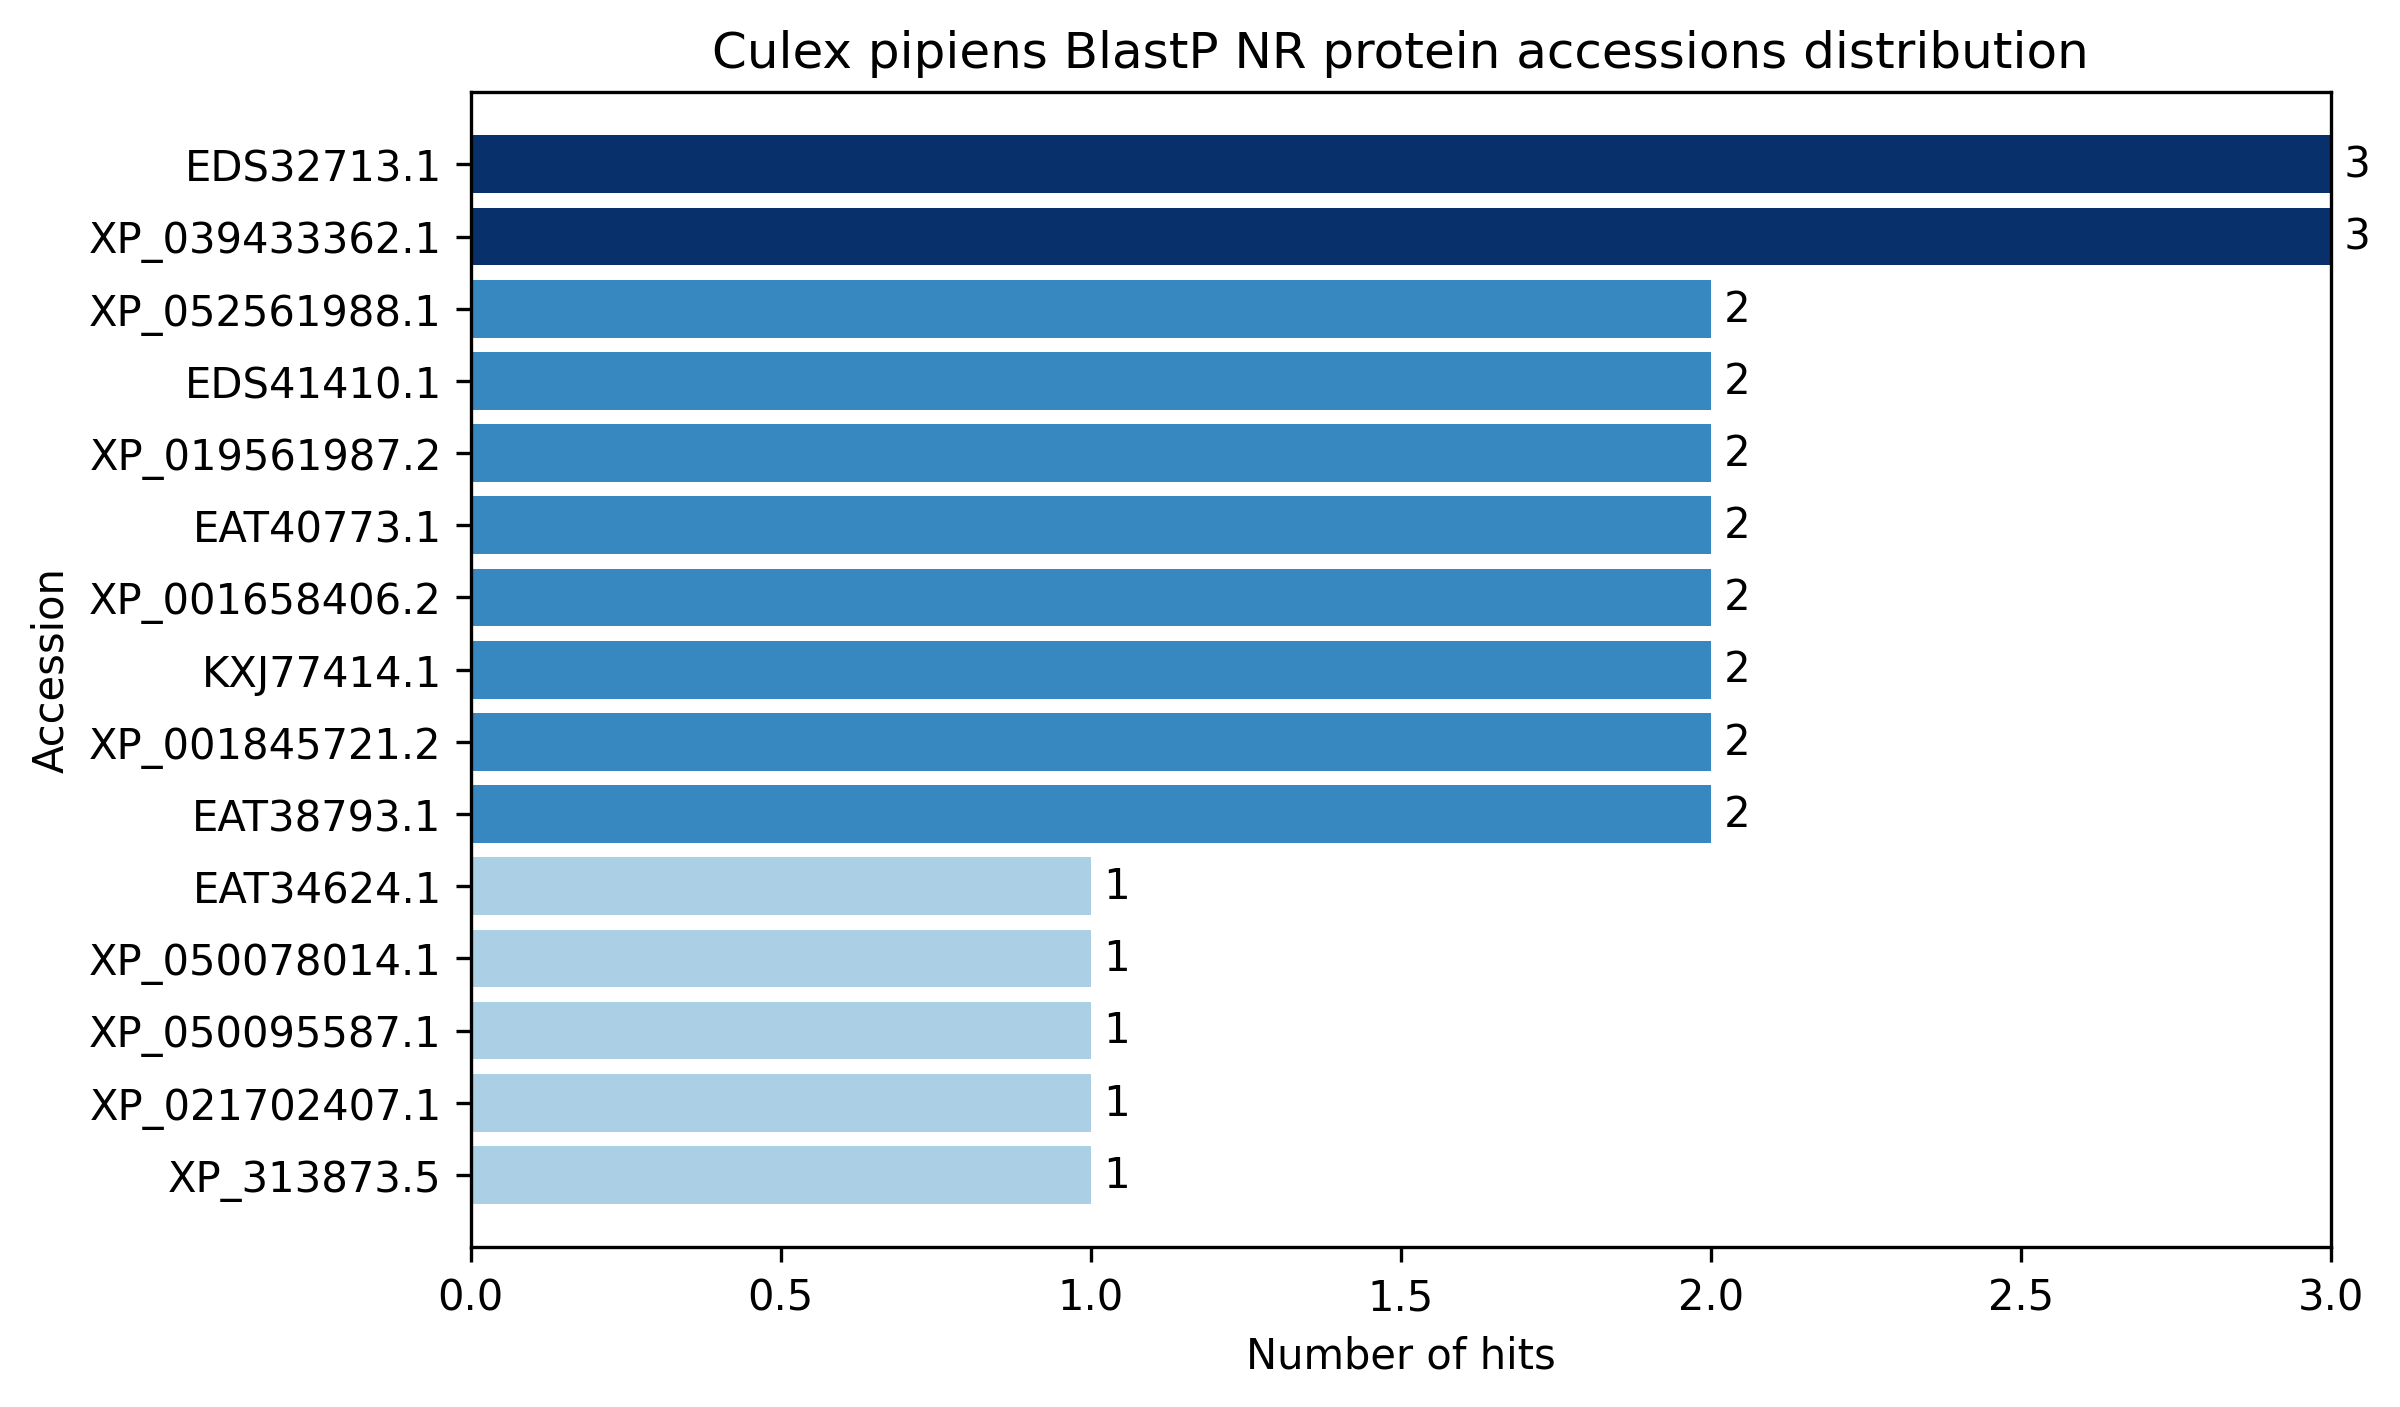 Culex pipiens BlastP NR protein accessions distribution
EDS32713.1
3
XP_039433362.1
3
XP_052561988.1
2
EDS41410.1
2
XP_019561987.2
2
EAT40773.1
2
XP_001658406.2
2
KXJ77414.1
2
XP_001845721.2
2
EAT38793.1
2
EAT34624.1
1
XP_050078014.1
1
XP_050095587.1
1
XP_021702407.1
1
XP_313873.5
1
Accession
0.0 0.5 1.0 1.5 2.0 2.5 3.0
Number of hits